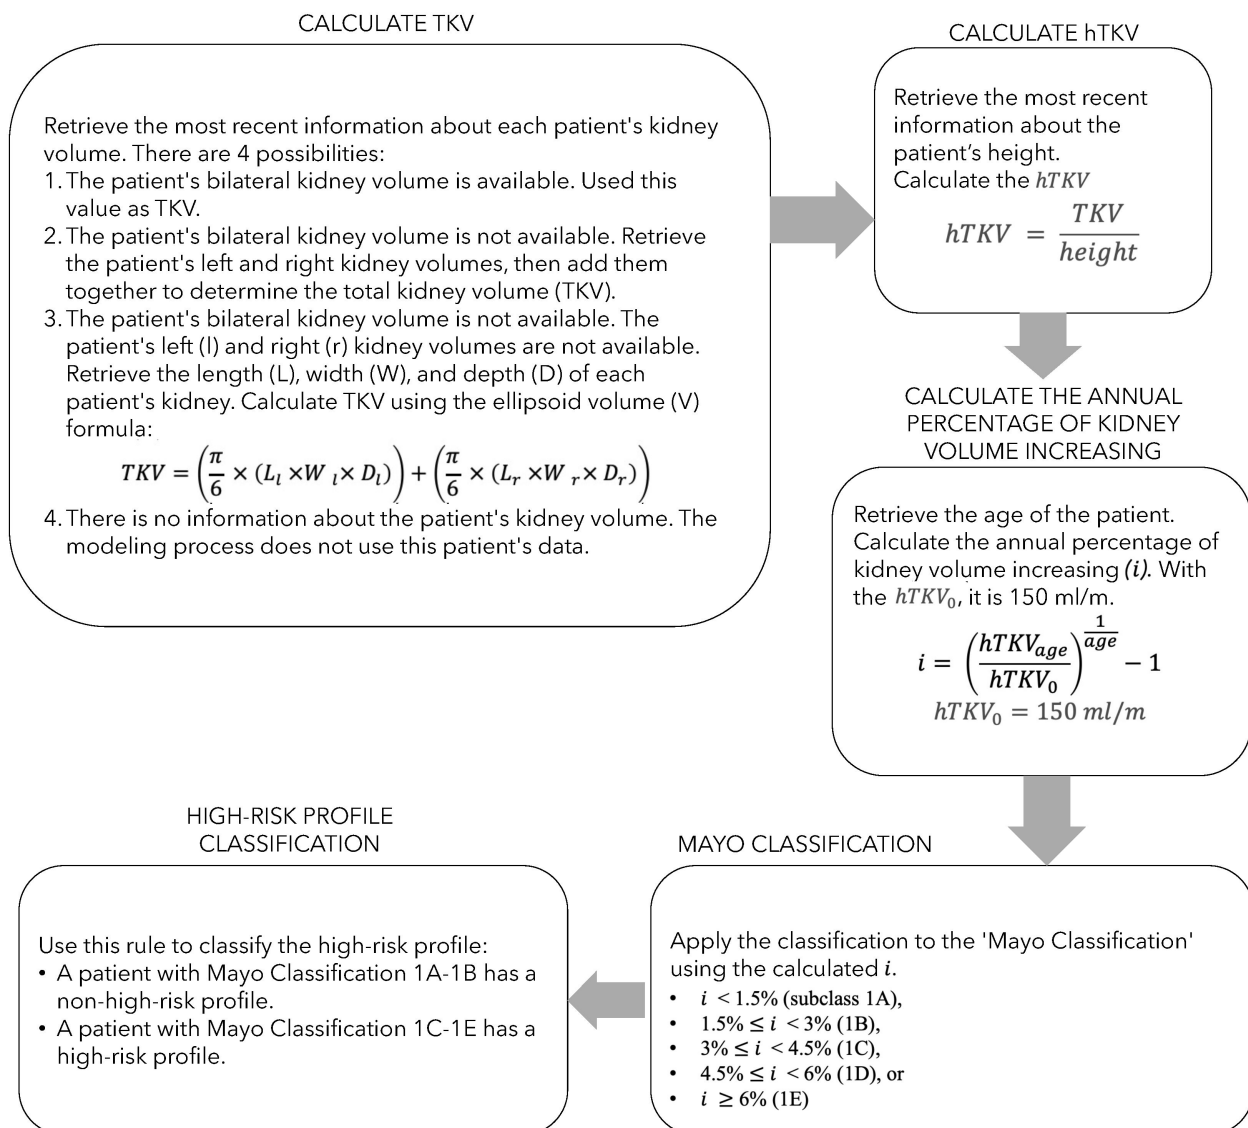 CALCULATE TKV
Retrieve the most recent information about each patient's kidney
volume. There are 4 possibilities:
1. The patient's bilateral kidney volume is available. Used this
value as TKV.
2. The patient's bilateral kidney volume is not available. Retrieve
the patient's left and right kidney volumes, then add them
together to determine the total kidney volume (TKV).
3. The patient's bilateral kidney volume is not available. The
patient's left (l) and right (r) kidney volumes are not available.
Retrieve the length (L), width (W), and depth (D) of each
patient's kidney. Calculate TKV using the ellipsoid volume (V)
formula:
TKV = (π/6 × (L_l ×W_l × D_l)) + (π/6 × (L_r ×W_r × D_r))
4. There is no information about the patient's kidney volume. The
modeling process does not use this patient's data.
CALCULATE hTKV
Retrieve the most recent
information about the
patient’s height.
Calculate the hTKV
hTKV = TKV/height
CALCULATE THE ANNUAL
PERCENTAGE OF KIDNEY
VOLUME INCREASING
Retrieve the age of the patient.
Calculate the annual percentage of
kidney volume increasing (i). With
the hTKV₀, it is 150 ml/m.
i = (hTKV_age/hTKV₀)^(1/age) − 1
hTKV₀ = 150 ml/m
MAYO CLASSIFICATION
Apply the classification to the 'Mayo Classification'
using the calculated i.
• i < 1.5% (subclass 1A),
• 1.5% ≤ i < 3% (1B),
• 3% ≤ i < 4.5% (1C),
• 4.5% ≤ i < 6% (1D), or
• i ≥ 6% (1E)
HIGH-RISK PROFILE
CLASSIFICATION
Use this rule to classify the high-risk profile:
• A patient with Mayo Classification 1A-1B has a
non-high-risk profile.
• A patient with Mayo Classification 1C-1E has a
high-risk profile.